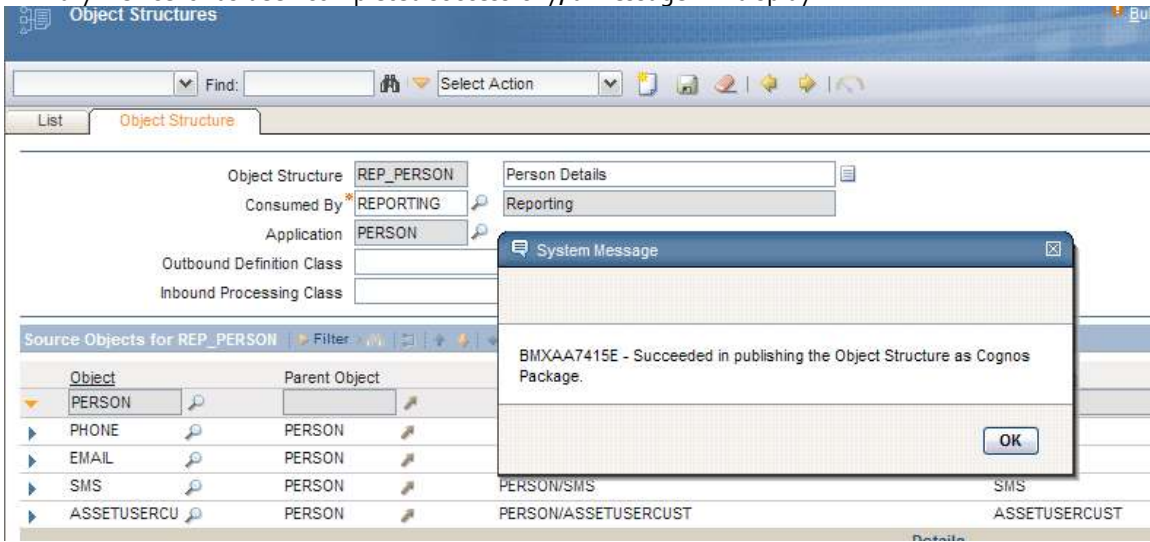 Object Structures
Bu
Find:
Select Action
List
Object Structure
Object Structure REP_PERSON Person Details
Consumed By * REPORTING Reporting
Application PERSON
Outbound Definition Class
Inbound Processing Class
System Message
BMXAA7415E - Succeeded in publishing the Object Structure as Cognos
Package.
OK
Source Objects for REP_PERSON Filter
Object Parent Object
PERSON
PHONE PERSON
EMAIL PERSON
SMS PERSON PERSON/SMS SMS
ASSETUSERCU PERSON PERSON/ASSETUSERCUST ASSETUSERCUST
Details